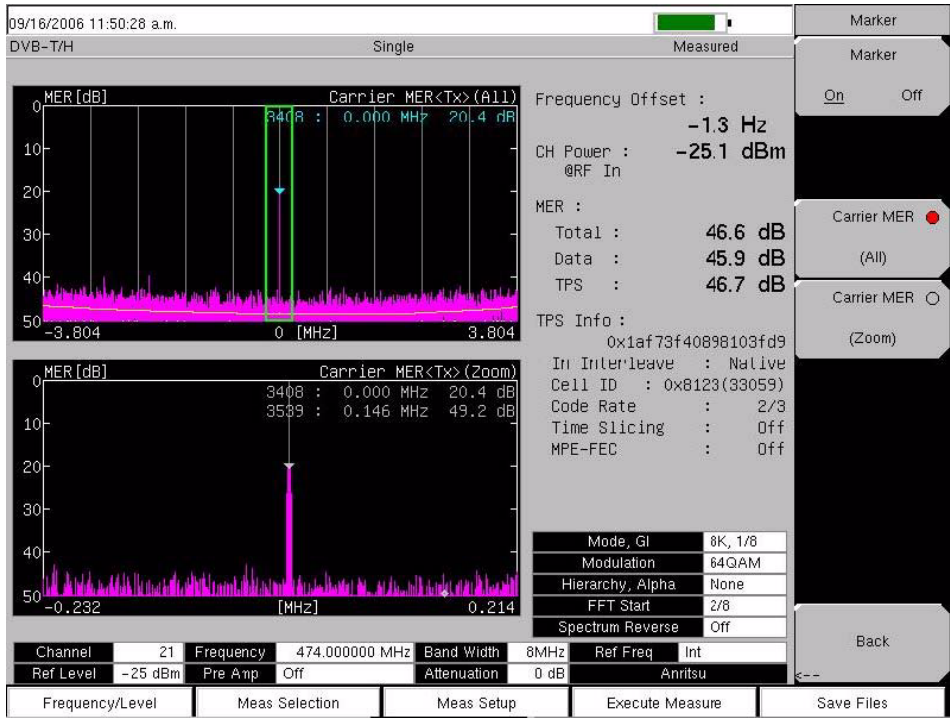 09/16/2006 11:50:28 a.m.
DVB-T/H Single Measured
MER[dB] Carrier MER<Tx>(All)
3408 : 0.000 MHz 20.4 dB
0
10
20
30
40
50
-3.804 0 [MHz] 3.804
MER[dB] Carrier MER<Tx>(Zoom)
3408 : 0.000 MHz 20.4 dB
3539 : 0.146 MHz 49.2 dB
0
10
20
30
40
50
-0.232 [MHz] 0.214
Frequency Offset :
-1.3 Hz
CH Power : -25.1 dBm
@RF In
MER :
Total : 46.6 dB
Data : 45.9 dB
TPS : 46.7 dB
TPS Info :
0x1af73f40898103fd9
In Interleave : Native
Cell ID : 0x8123(33059)
Code Rate : 2/3
Time Slicing : Off
MPE-FEC : Off
Mode, GI 8K, 1/8
Modulation 64QAM
Hierarchy, Alpha None
FFT Start 2/8
Spectrum Reverse Off
Channel 21 Frequency 474.000000 MHz Band Width 8MHz Ref Freq Int
Ref Level -25 dBm Pre Amp Off Attenuation 0 dB Anritsu
Marker
Marker
On Off
Carrier MER
(All)
Carrier MER
(Zoom)
Back
<--
Frequency/Level Meas Selection Meas Setup Execute Measure Save Files